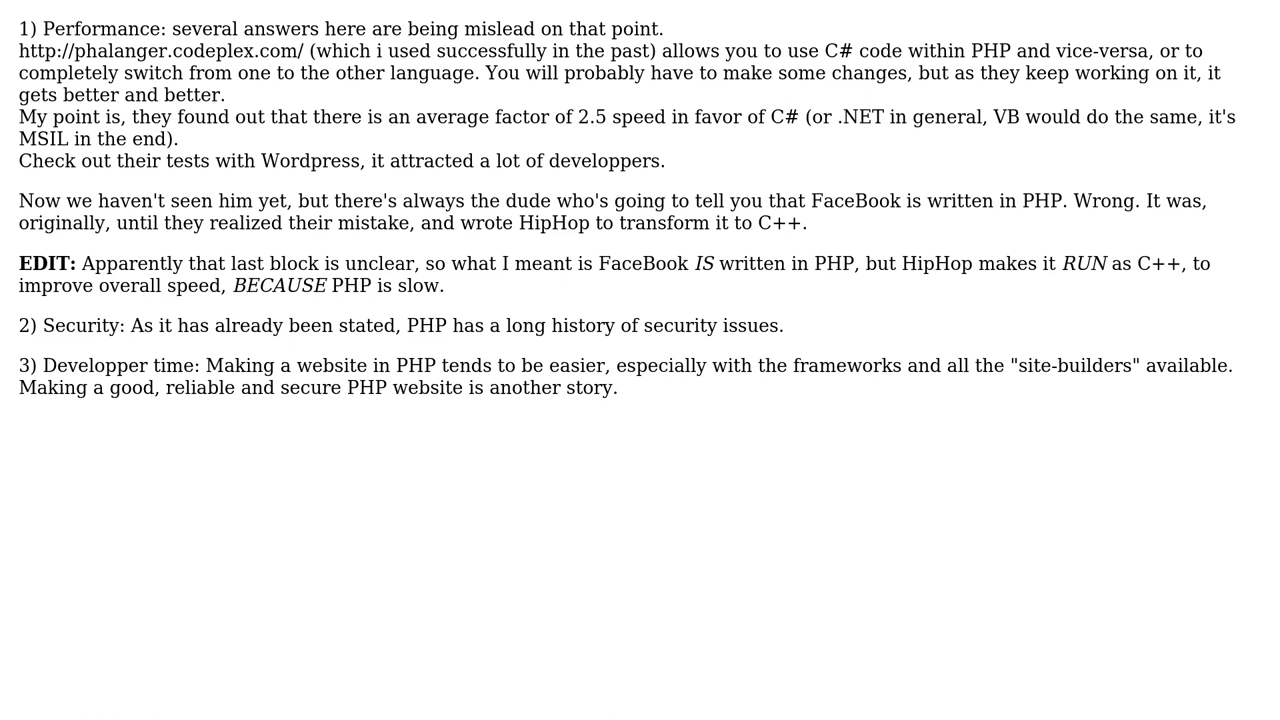 1) Performance: several answers here are being mislead on that point.
http://phalanger.codeplex.com/ (which i used successfully in the past) allows you to use C# code within PHP and vice-versa, or to
completely switch from one to the other language. You will probably have to make some changes, but as they keep working on it, it
gets better and better.
My point is, they found out that there is an average factor of 2.5 speed in favor of C# (or .NET in general, VB would do the same, it's
MSIL in the end).
Check out their tests with Wordpress, it attracted a lot of developpers.
Now we haven't seen him yet, but there's always the dude who's going to tell you that FaceBook is written in PHP. Wrong. It was,
originally, until they realized their mistake, and wrote HipHop to transform it to C++.
EDIT: Apparently that last block is unclear, so what I meant is FaceBook IS written in PHP, but HipHop makes it RUN as C++, to
improve overall speed, BECAUSE PHP is slow.
2) Security: As it has already been stated, PHP has a long history of security issues.
3) Developper time: Making a website in PHP tends to be easier, especially with the frameworks and all the "site-builders" available.
Making a good, reliable and secure PHP website is another story.